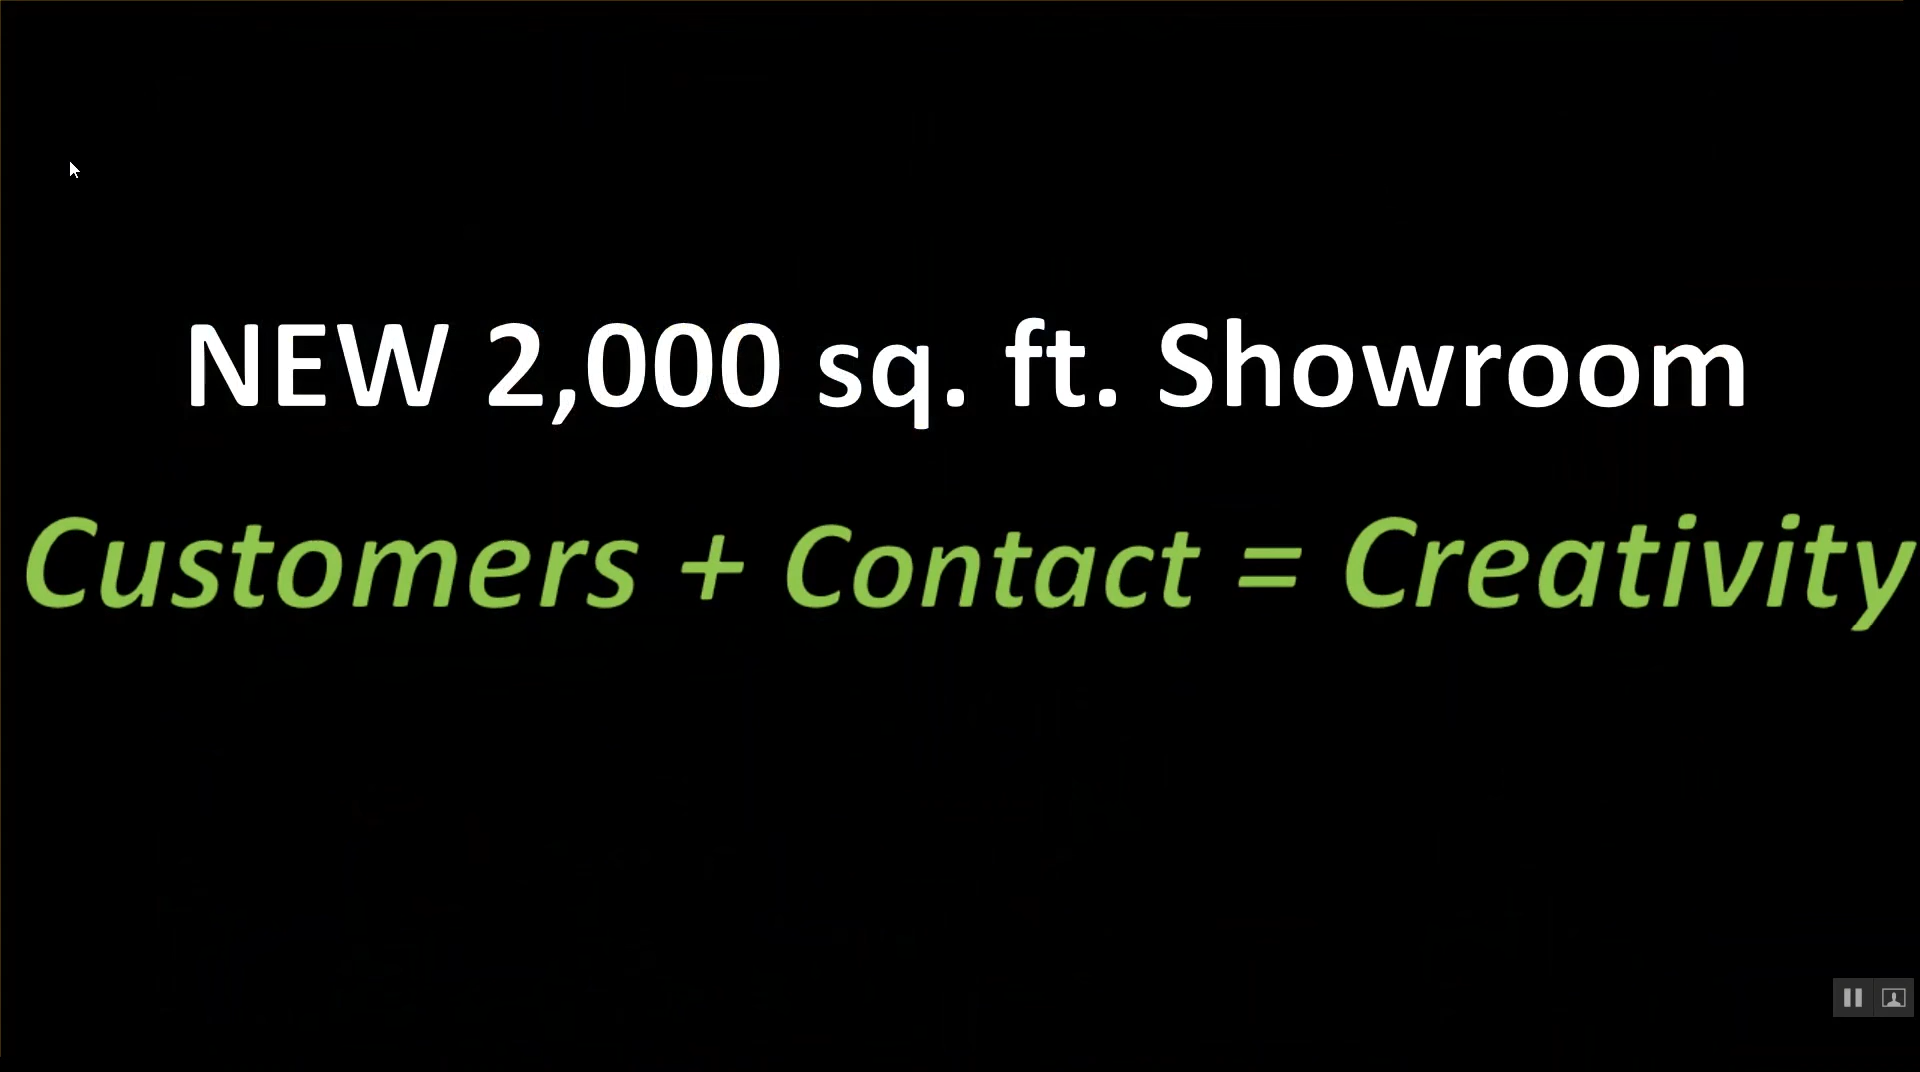 NEW 2,000 sq. ft. Showroom
Customers + Contact = Creativity